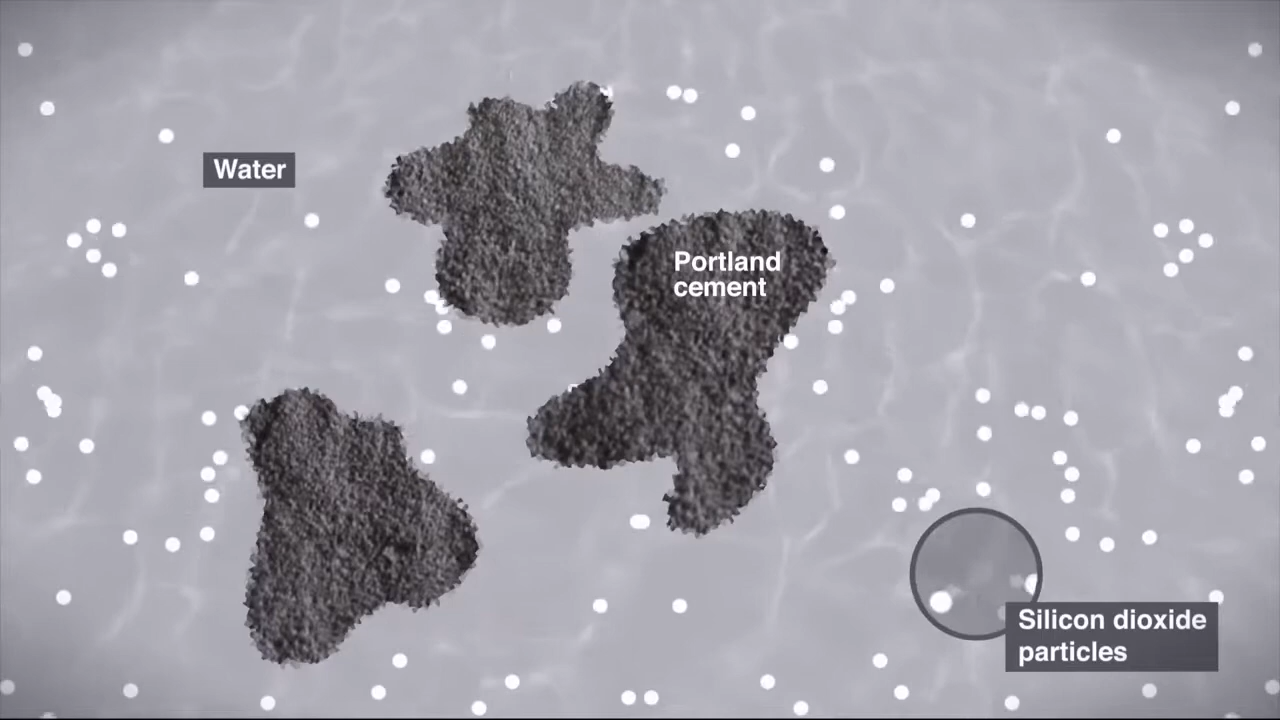 Water
Portland
cement
Silicon dioxide
particles